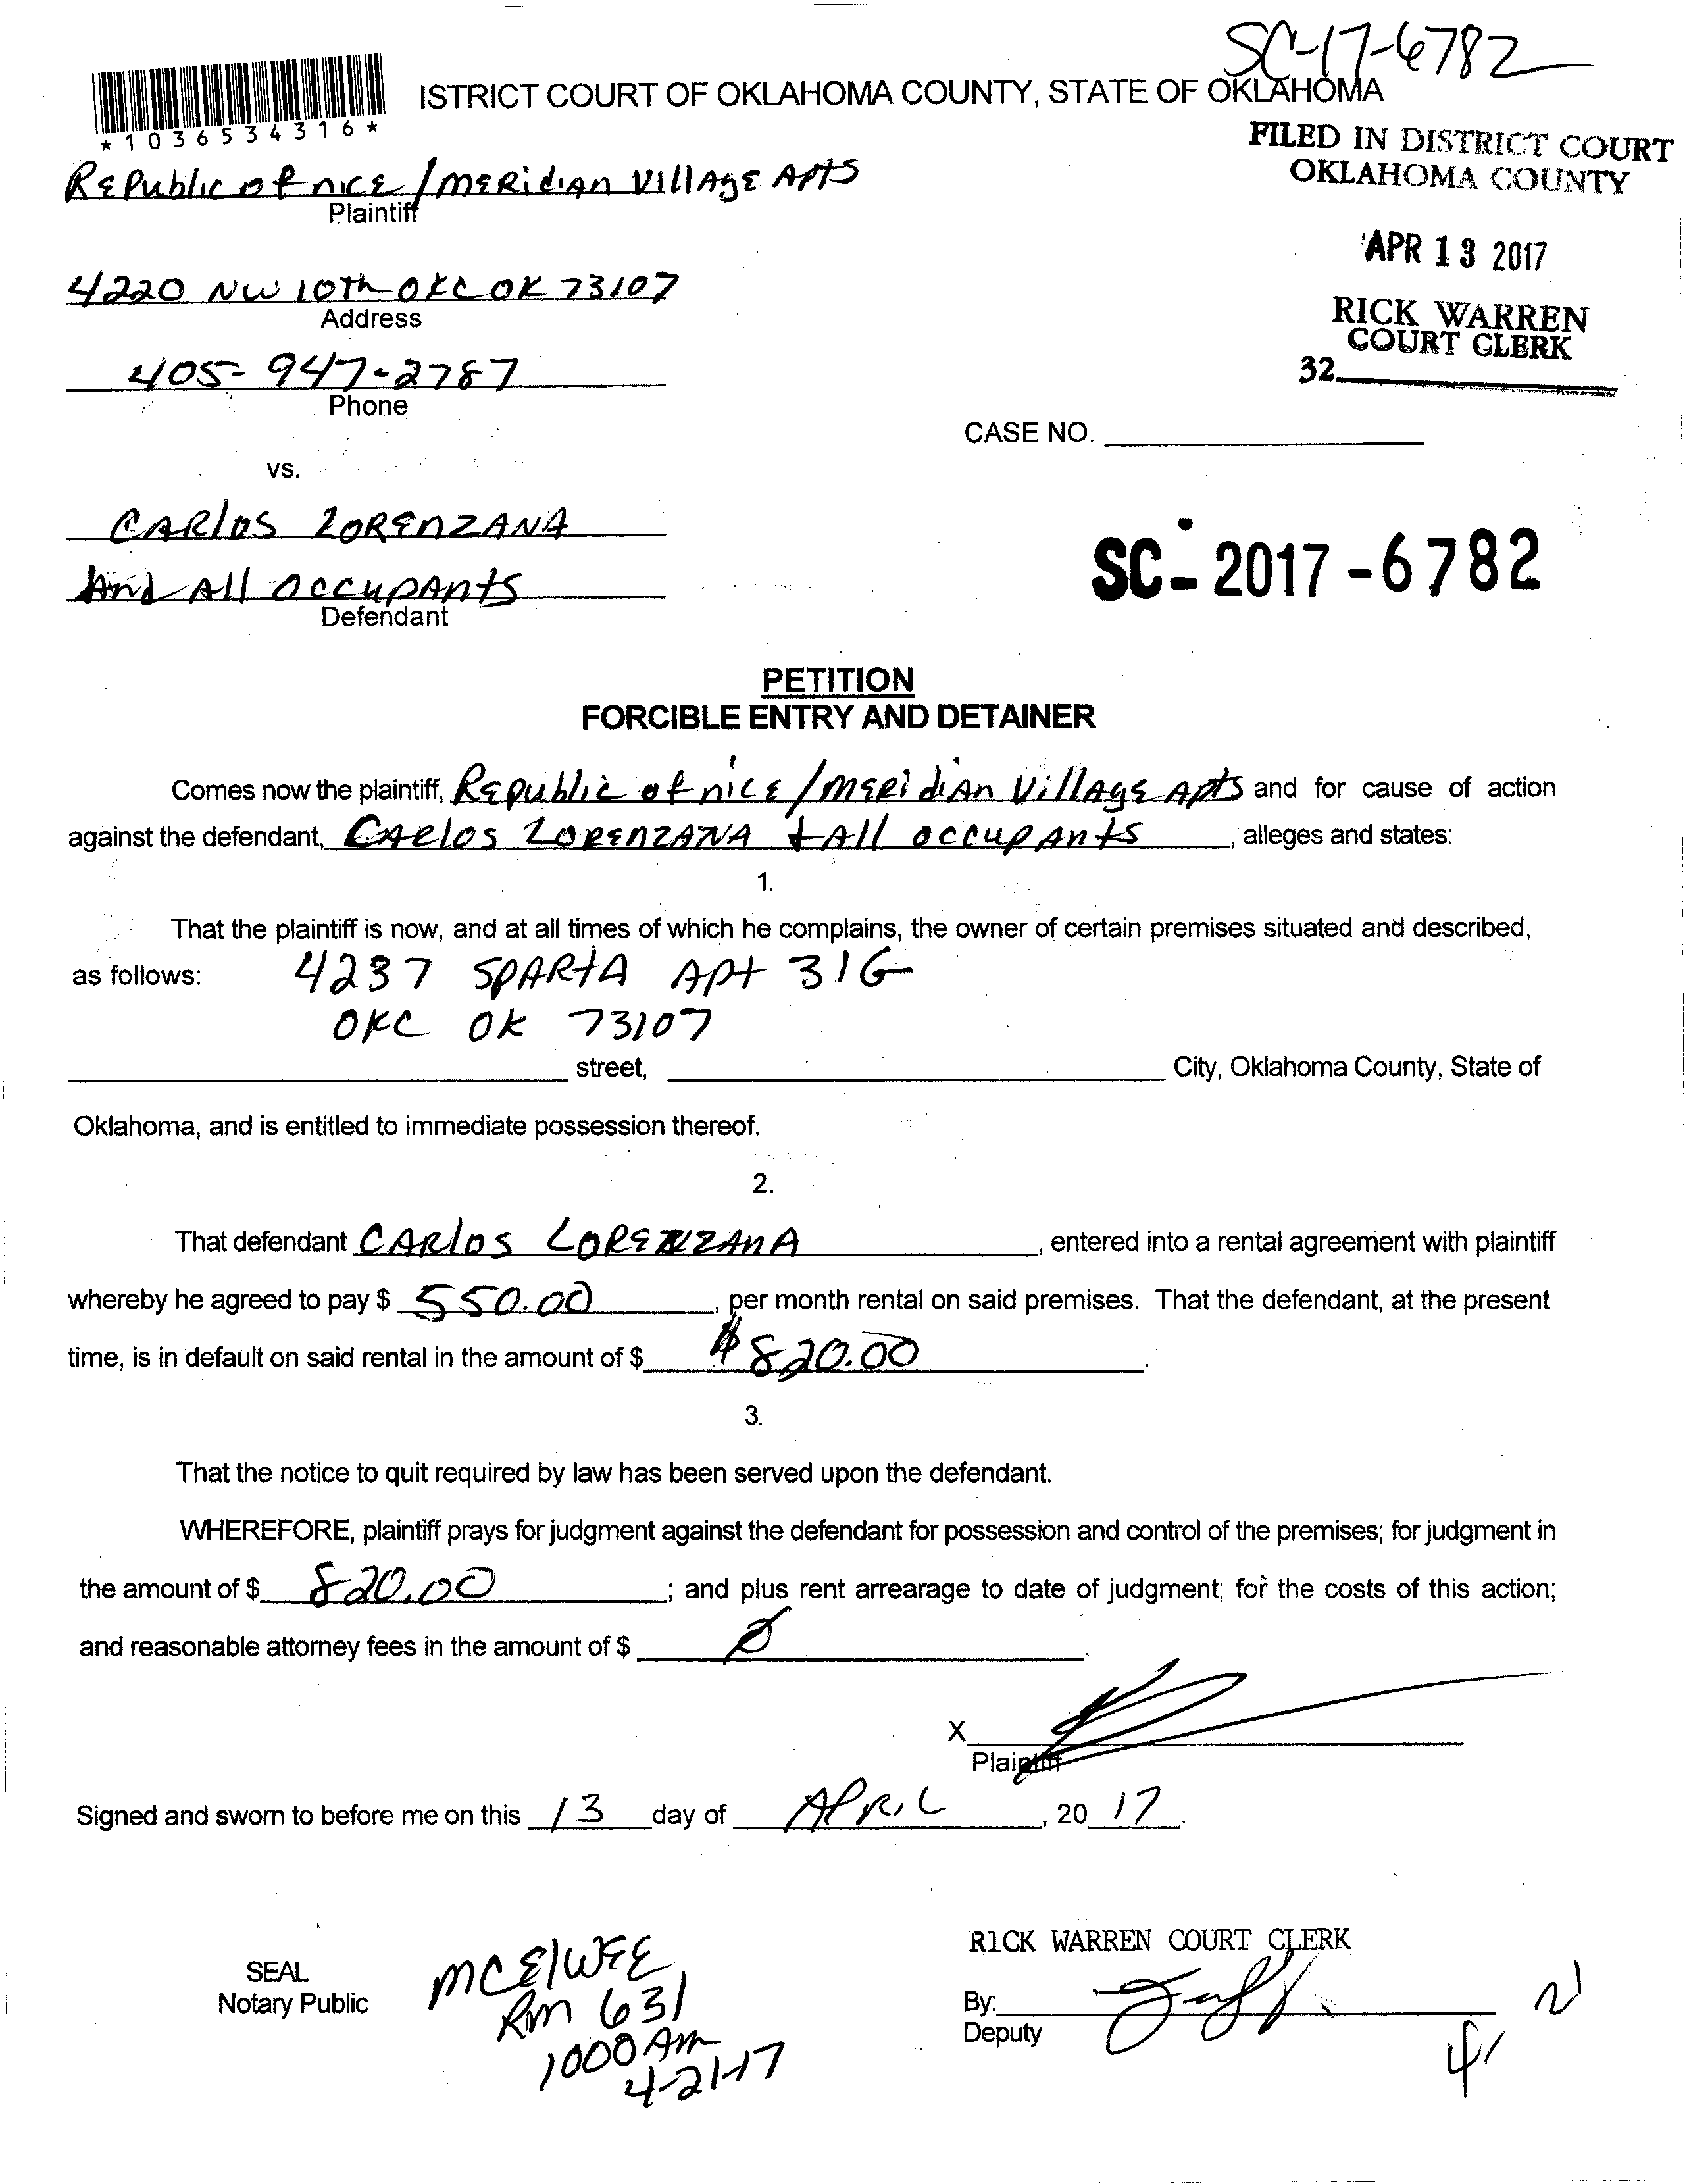 SC-17-6782
ISTRICT COURT OF OKLAHOMA COUNTY, STATE OF OKLAHOMA
*1036534316*
FILED IN DISTRICT COURT
OKLAHOMA COUNTY
Republic of nice / Meridian Village Apts
Plaintiff
APR 13 2017
4220 NW 10th OKC OK 73107
Address
RICK WARREN
COURT CLERK
32
405-947-2787
Phone
CASE NO.
vs.
Carlos Lorenzana
And All occupants
Defendant
SC-2017-6782
PETITION
FORCIBLE ENTRY AND DETAINER
Comes now the plaintiff, Republic of nice / Meridian Village Apts and for cause of action
against the defendant, Carlos Lorenzana + All occupants, alleges and states:
1.
That the plaintiff is now, and at all times of which he complains, the owner of certain premises situated and described,
as follows: 4237 Sparta Apt 31G
OKC OK 73107
street, City, Oklahoma County, State of
Oklahoma, and is entitled to immediate possession thereof.
2.
That defendant Carlos Lorenzana, entered into a rental agreement with plaintiff
whereby he agreed to pay $ 550.00, per month rental on said premises. That the defendant, at the present
time, is in default on said rental in the amount of $ $820.00.
3.
That the notice to quit required by law has been served upon the defendant.
WHEREFORE, plaintiff prays for judgment against the defendant for possession and control of the premises; for judgment in
the amount of $ 820.00; and plus rent arrearage to date of judgment; for the costs of this action;
and reasonable attorney fees in the amount of $ Ø.
X
Plaintiff
Signed and sworn to before me on this 13 day of April, 20 17.
RICK WARREN COURT CLERK
SEAL
Notary Public
McElwee
Rm 631
1000 Am
4-21-17
By:
Deputy